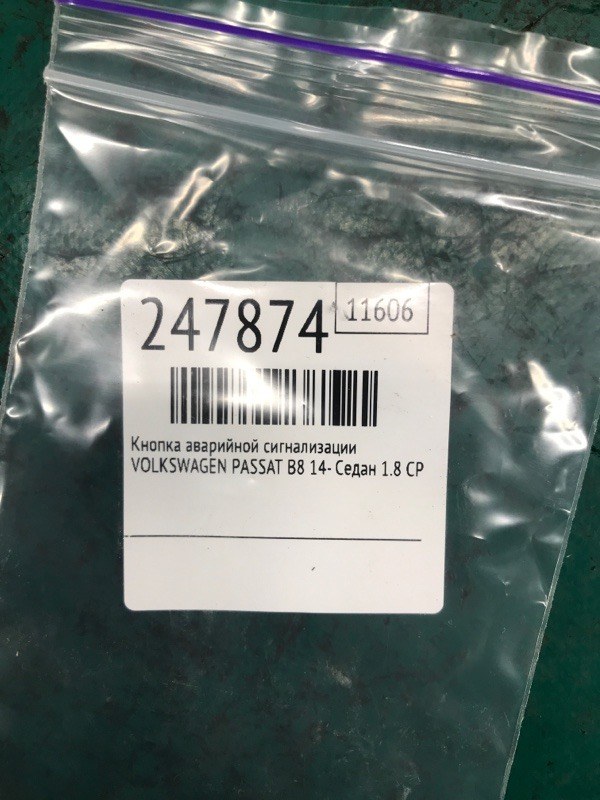 247874
11606
Кнопка аварийной сигнализации
VOLKSWAGEN PASSAT B8 14- Седан 1.8 CP